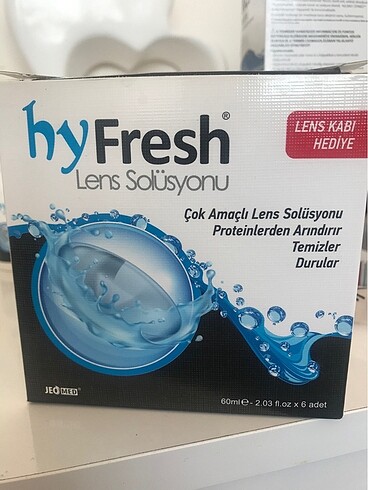 hyFresh®
Lens Solüsyonu
LENS KABI
HEDİYE
Çok Amaçlı Lens Solüsyonu
Proteinlerden Arındırır
Temizler
Durular
JEOMED
60ml e - 2.03 fl.oz x 6 adet